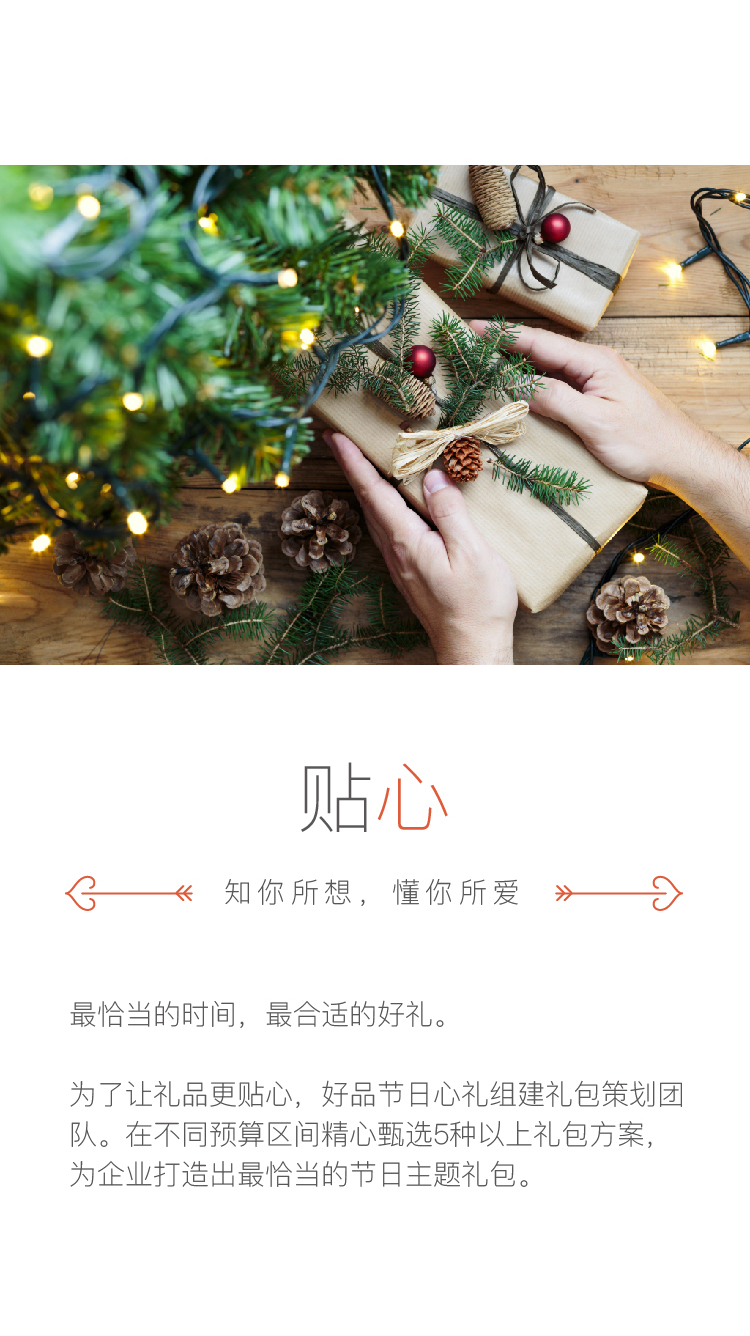 贴心
知你所想，懂你所爱
最恰当的时间，最合适的好礼。
为了让礼品更贴心，好品节日心礼组建礼包策划团
队。在不同预算区间精心甄选5种以上礼包方案，
为企业打造出最恰当的节日主题礼包。